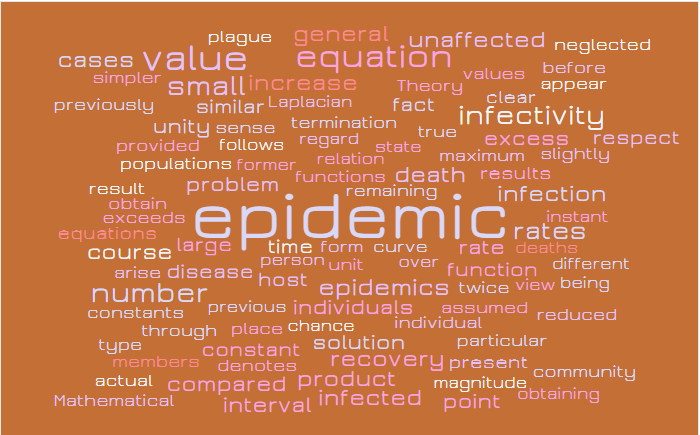 plague general unaffected neglected
cases value equation
simpler small increase Theory values before appear
previously similar Laplacian fact clear infectivity
unity sense termination true
provided follows regard state excess respect
populations former relation maximum slightly
result problem functions death results
obtain remaining infection
exceeds epidemic instant
equations large time form curve rate rates deaths
course person over different
arise disease host unit function being
number epidemics twice view
constants previous individuals assumed reduced
through place chance individual
type constant solution particular
members denotes recovery present community
actual compared product magnitude obtaining
Mathematical interval infected point